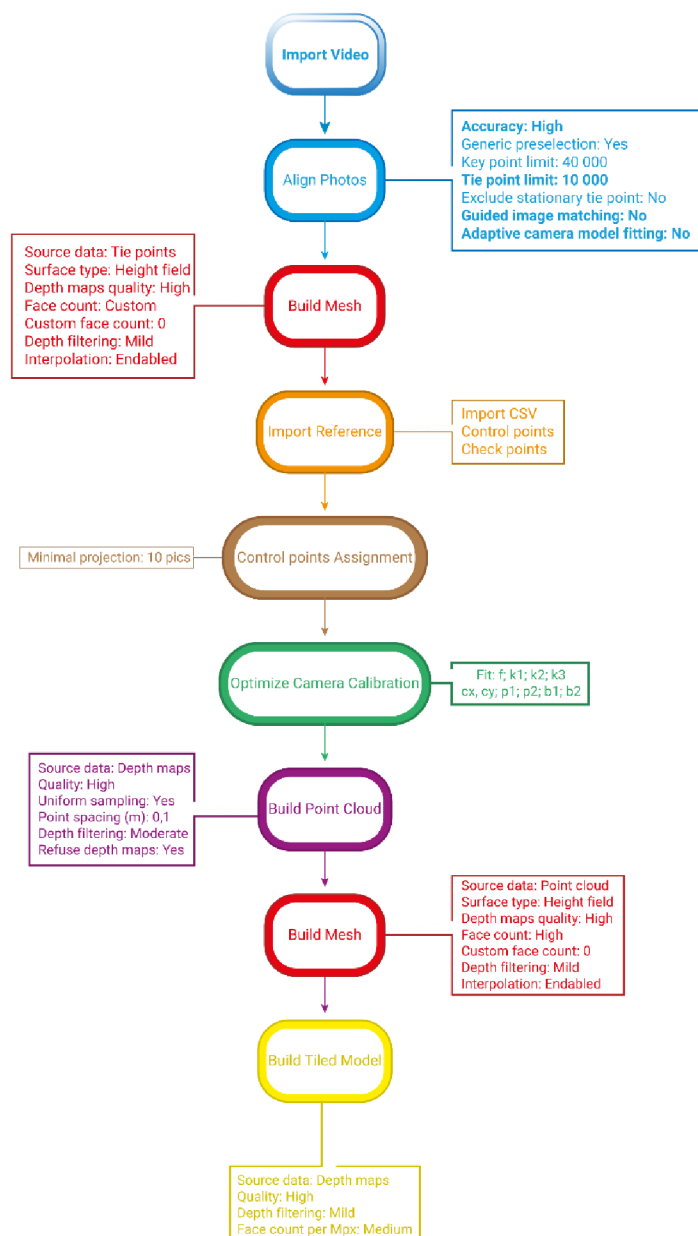 Import Video
Align Photos
Accuracy: High
Generic preselection: Yes
Key point limit: 40 000
Tie point limit: 10 000
Exclude stationary tie point: No
Guided image matching: No
Adaptive camera model fitting: No
Source data: Tie points
Surface type: Height field
Depth maps quality: High
Face count: Custom
Custom face count: 0
Depth filtering: Mild
Interpolation: Endabled
Build Mesh
Import Reference
Import CSV
Control points
Check points
Minimal projection: 10 pics
Control points Assignment
Optimize Camera Calibration
Fit: f; k1; k2; k3
cx, cy; p1; p2; b1; b2
Source data: Depth maps
Quality: High
Uniform sampling: Yes
Point spacing (m): 0,1
Depth filtering: Moderate
Refuse depth maps: Yes
Build Point Cloud
Build Mesh
Source data: Point cloud
Surface type: Height field
Depth maps quality: High
Face count: High
Custom face count: 0
Depth filtering: Mild
Interpolation: Endabled
Build Tiled Model
Source data: Depth maps
Quality: High
Depth filtering: Mild
Face count per Mpx: Medium